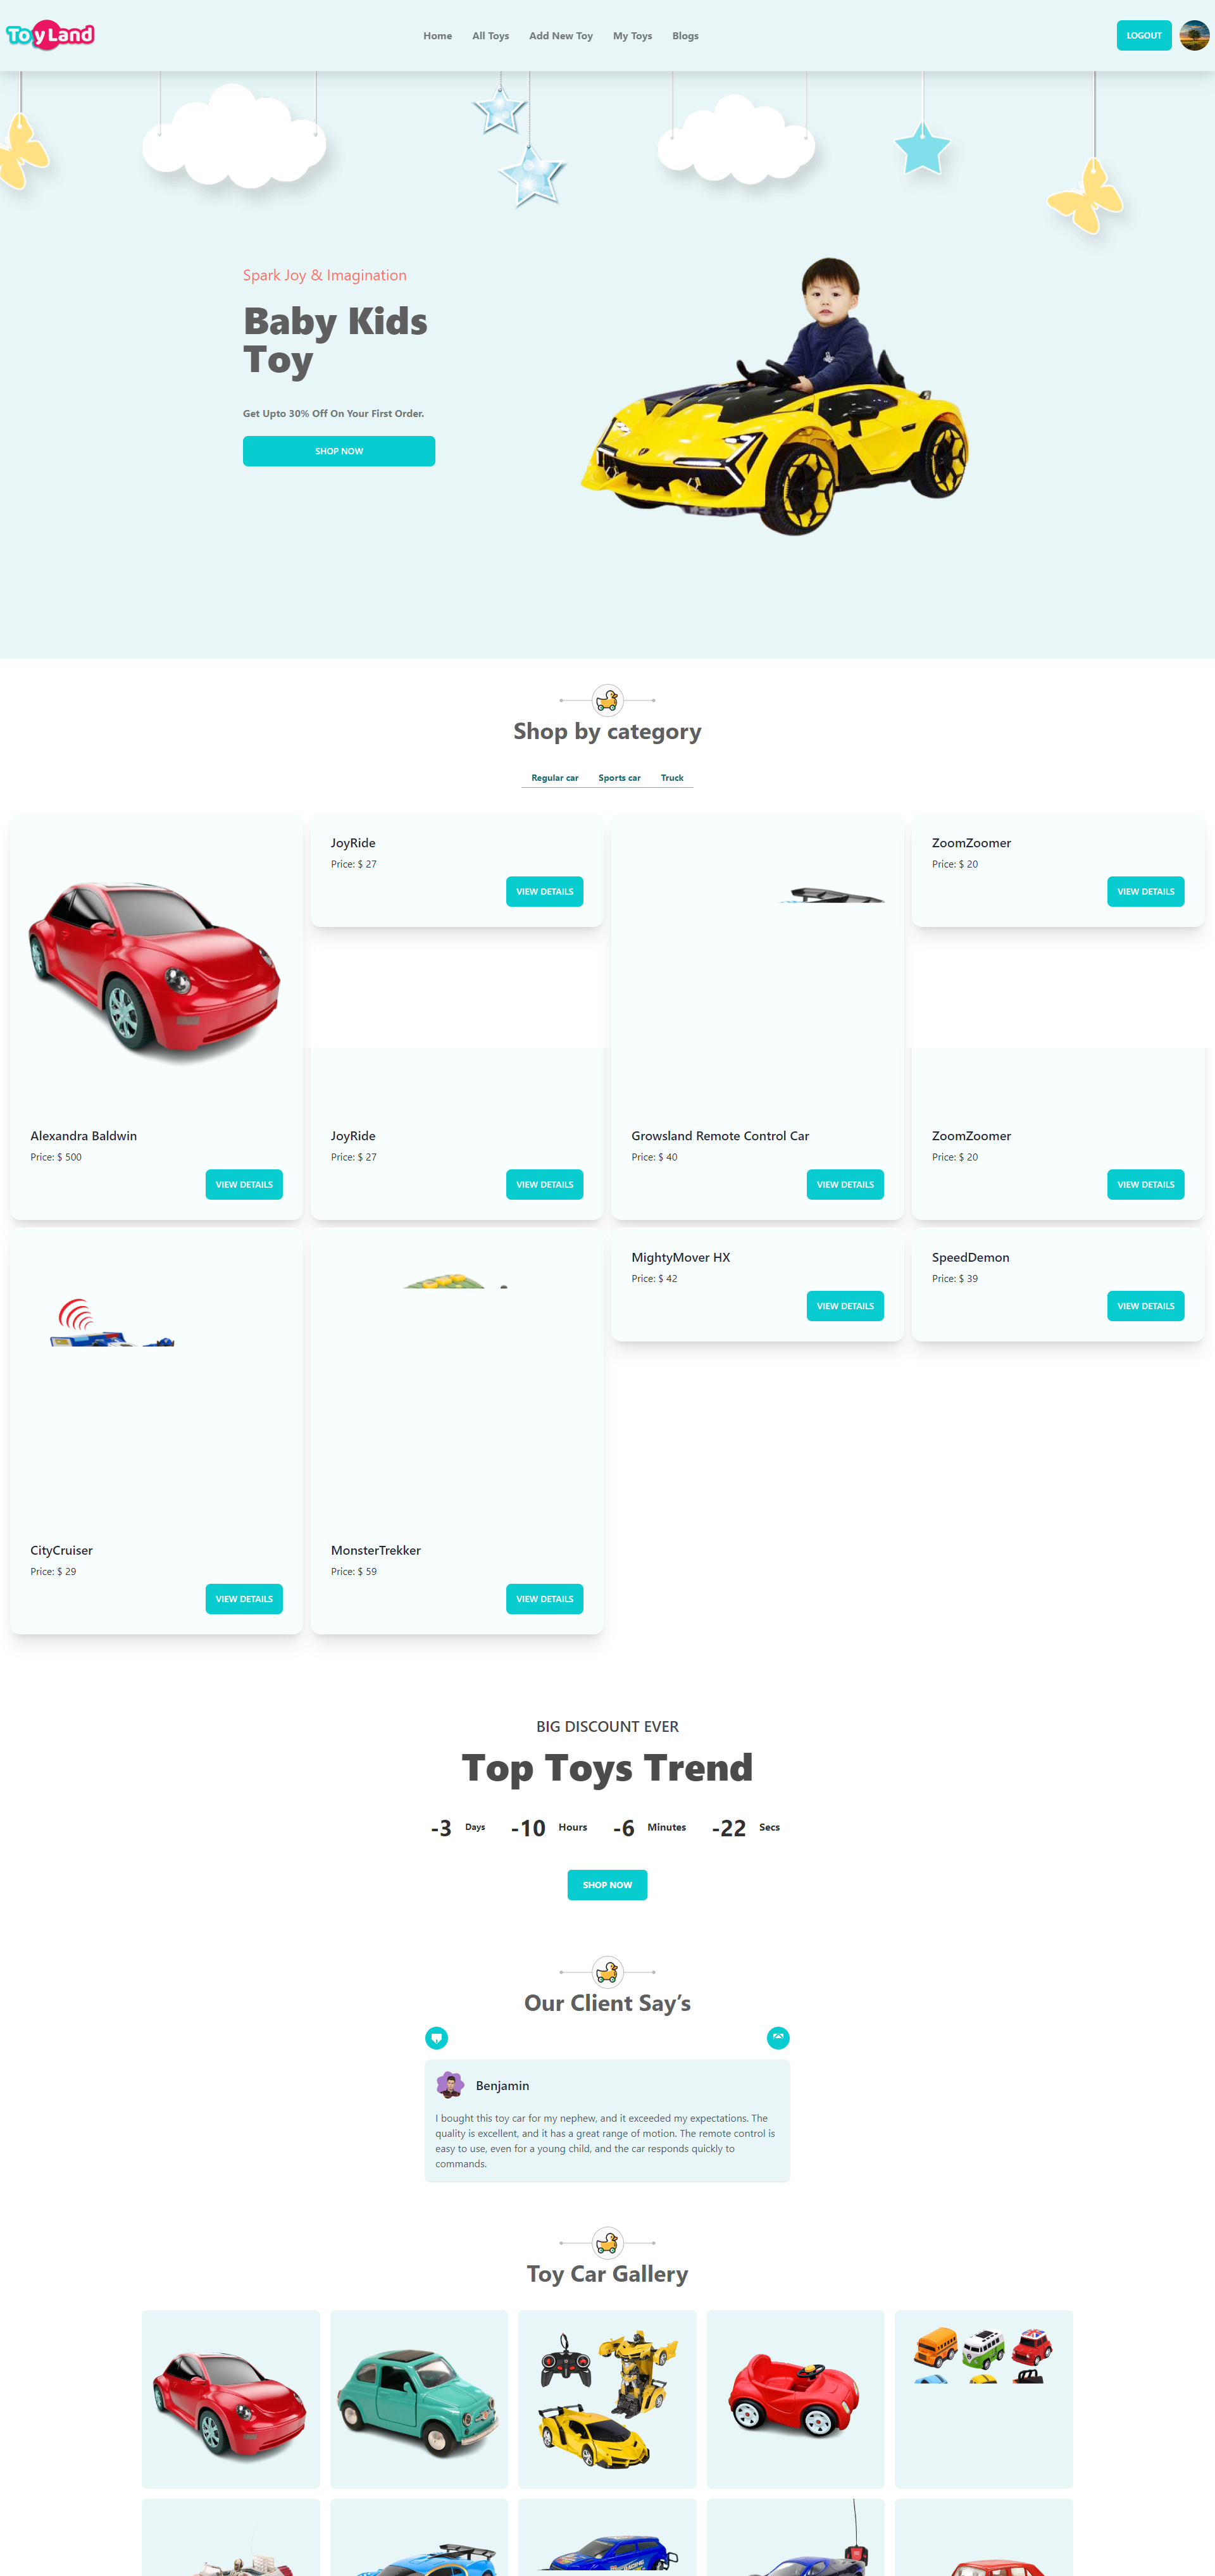 ToyLand
Home All Toys Add New Toy My Toys Blogs
LOGOUT
Spark Joy & Imagination
Baby Kids
Toy
Get Upto 30% Off On Your First Order.
SHOP NOW
Shop by category
Regular car Sports car Truck
JoyRide
Price: $ 27
VIEW DETAILS
ZoomZoomer
Price: $ 20
VIEW DETAILS
Alexandra Baldwin
Price: $ 500
VIEW DETAILS
JoyRide
Price: $ 27
VIEW DETAILS
Growsland Remote Control Car
Price: $ 40
VIEW DETAILS
ZoomZoomer
Price: $ 20
VIEW DETAILS
MightyMover HX
Price: $ 42
VIEW DETAILS
SpeedDemon
Price: $ 39
VIEW DETAILS
CityCruiser
Price: $ 29
VIEW DETAILS
MonsterTrekker
Price: $ 59
VIEW DETAILS
BIG DISCOUNT EVER
Top Toys Trend
-3 Days -10 Hours -6 Minutes -22 Secs
SHOP NOW
Our Client Say’s
Benjamin
I bought this toy car for my nephew, and it exceeded my expectations. The
quality is excellent, and it has a great range of motion. The remote control is
easy to use, even for a young child, and the car responds quickly to
commands.
Toy Car Gallery